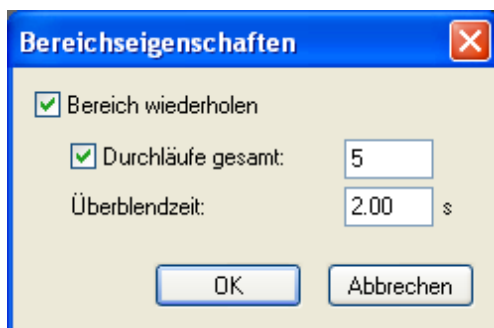 Bereichseigenschaften
Bereich wiederholen
Durchläufe gesamt: 5
Überblendzeit: 2.00 s
OK Abbrechen